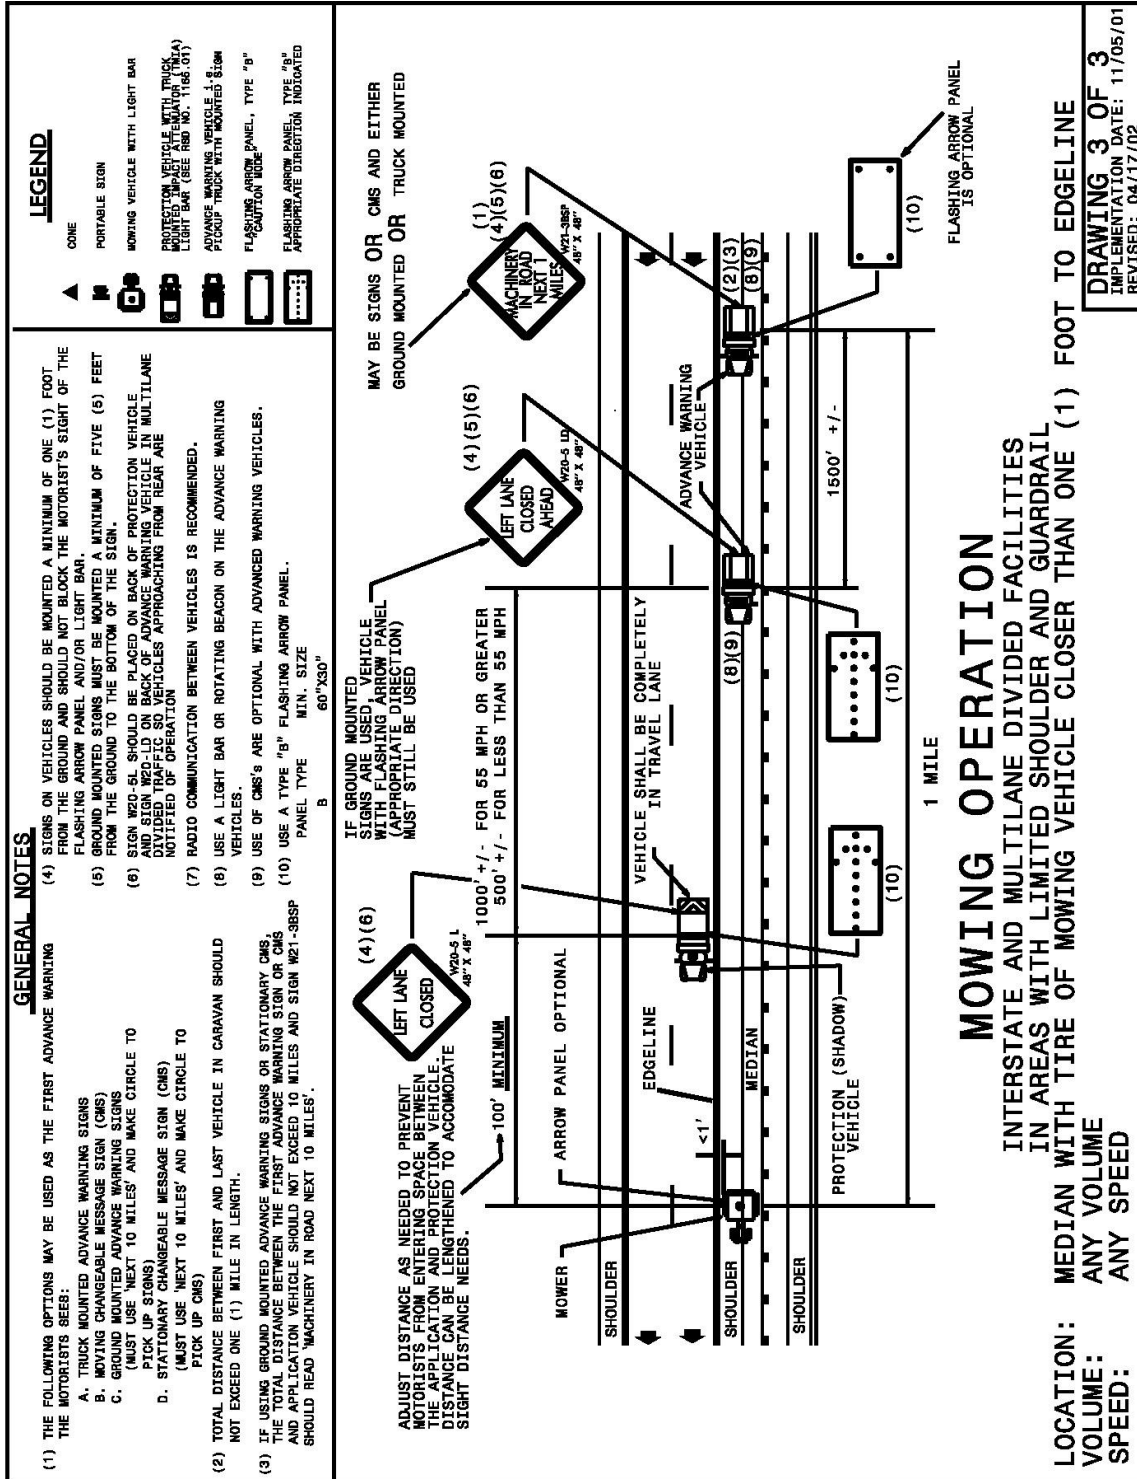 GENERAL NOTES
(1) THE FOLLOWING OPTIONS MAY BE USED AS THE FIRST ADVANCE WARNING
THE MOTORISTS SEES:
A. TRUCK MOUNTED ADVANCE WARNING SIGNS
B. MOVING CHANGEABLE MESSAGE SIGN (CMS)
C. GROUND MOUNTED ADVANCE WARNING SIGNS
(MUST USE 'NEXT 10 MILES' AND MAKE CIRCLE TO
PICK UP SIGNS)
D. STATIONARY CHANGEABLE MESSAGE SIGN (CMS)
(MUST USE 'NEXT 10 MILES' AND MAKE CIRCLE TO
PICK UP CMS)
(2) TOTAL DISTANCE BETWEEN FIRST AND LAST VEHICLE IN CARAVAN SHOULD
NOT EXCEED ONE (1) MILE IN LENGTH.
(3) IF USING GROUND MOUNTED ADVANCE WARNING SIGNS OR STATIONARY CMS,
THE TOTAL DISTANCE BETWEEN THE FIRST ADVANCE WARNING SIGN OR CMS
AND APPLICATION VEHICLE SHOULD NOT EXCEED 10 MILES AND SIGN W21-3BSP
SHOULD READ 'MACHINERY IN ROAD NEXT 10 MILES'.
(4) SIGNS ON VEHICLES SHOULD BE MOUNTED A MINIMUM OF ONE (1) FOOT
FROM THE GROUND AND SHOULD NOT BLOCK THE MOTORIST'S SIGHT OF THE
FLASHING ARROW PANEL AND/OR LIGHT BAR.
(5) GROUND MOUNTED SIGNS MUST BE MOUNTED A MINIMUM OF FIVE (5) FEET
FROM THE GROUND TO THE BOTTOM OF THE SIGN.
(6) SIGN W20-5L SHOULD BE PLACED ON BACK OF PROTECTION VEHICLE
AND SIGN W20-LD ON BACK OF ADVANCE WARNING VEHICLE IN MULTILANE
DIVIDED TRAFFIC SO VEHICLES APPROACHING FROM REAR ARE
NOTIFIED OF OPERATION
(7) RADIO COMMUNICATION BETWEEN VEHICLES IS RECOMMENDED.
(8) USE A LIGHT BAR OR ROTATING BEACON ON THE ADVANCE WARNING
VEHICLES.
(9) USE OF CMS's ARE OPTIONAL WITH ADVANCED WARNING VEHICLES.
(10) USE A TYPE "B" FLASHING ARROW PANEL.
PANEL TYPE MIN. SIZE
B 60"X30"
LEGEND
CONE
PORTABLE SIGN
MOWING VEHICLE WITH LIGHT BAR
PROTECTION VEHICLE WITH TRUCK
MOUNTED IMPACT ATTENUATOR (TMIA)
LIGHT BAR (SEE RBD NO. 1166.01)
ADVANCE WARNING VEHICLE i.e.
PICKUP TRUCK WITH MOUNTED SIGN
FLASHING ARROW PANEL, TYPE "B"
"CAUTION MODE"
FLASHING ARROW PANEL, TYPE "B"
APPROPRIATE DIRECTION INDICATED
ADJUST DISTANCE AS NEEDED TO PREVENT
MOTORISTS FROM ENTERING SPACE BETWEEN
THE APPLICATION AND PROTECTION VEHICLE.
DISTANCE CAN BE LENGTHENED TO ACCOMODATE
SIGHT DISTANCE NEEDS.
LEFT LANE
CLOSED
W20-5 L
48" X 48"
(4)(6)
IF GROUND MOUNTED
SIGNS ARE USED, VEHICLE
WITH FLASHING ARROW PANEL
(APPROPRIATE DIRECTION)
MUST STILL BE USED
LEFT LANE
CLOSED
AHEAD
W20-5 LD
48" X 48"
(4)(5)(6)
MAY BE SIGNS OR CMS AND EITHER
GROUND MOUNTED OR TRUCK MOUNTED
MACHINERY
IN ROAD
NEXT 1
MILES
W21-3BSP
48" X 48"
(1)
(4)(5)(6)
100' MINIMUM
1000' +/- FOR 55 MPH OR GREATER
500' +/- FOR LESS THAN 55 MPH
MOWER
ARROW PANEL OPTIONAL
VEHICLE SHALL BE COMPLETELY
IN TRAVEL LANE
ADVANCE WARNING
VEHICLE
SHOULDER
EDGELINE
<1'
SHOULDER
MEDIAN
(8)(9)
(2)(3)
(8)(9)
SHOULDER
PROTECTION (SHADOW)
VEHICLE
(10)
(10)
(10)
1500' +/-
FLASHING ARROW PANEL
IS OPTIONAL
1 MILE
MOWING OPERATION
INTERSTATE AND MULTILANE DIVIDED FACILITIES
IN AREAS WITH LIMITED SHOULDER AND GUARDRAIL
LOCATION: MEDIAN WITH TIRE OF MOWING VEHICLE CLOSER THAN ONE (1) FOOT TO EDGELINE
VOLUME: ANY VOLUME
SPEED: ANY SPEED
DRAWING 3 OF 3
IMPLEMENTATION DATE: 11/05/01
REVISED: 04/17/02